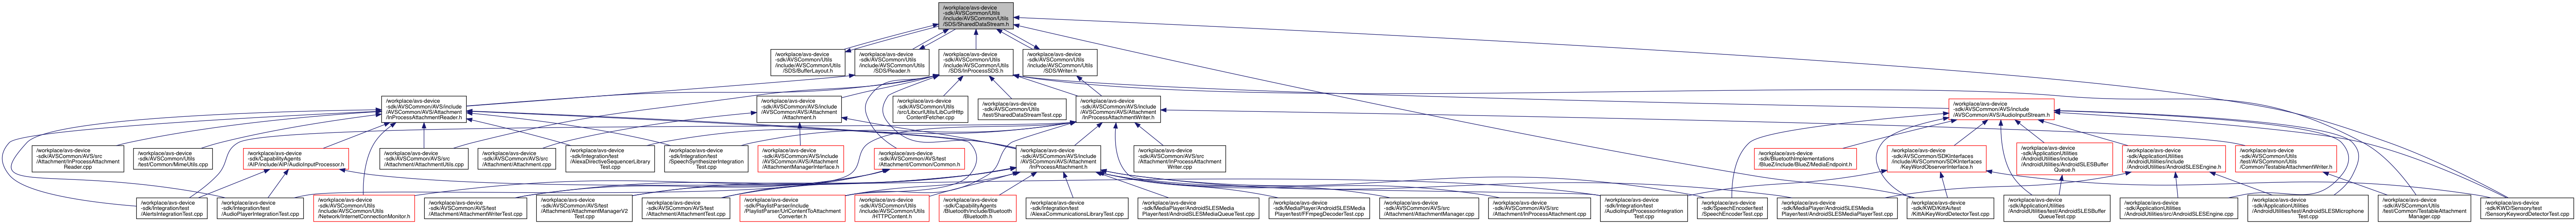 /workplace/avs-device
-sdk/AVSCommon/Utils
/include/AVSCommon/Utils
/SDS/SharedDataStream.h
/workplace/avs-device
-sdk/AVSCommon/Utils
/include/AVSCommon/Utils
/SDS/BufferLayout.h
/workplace/avs-device
-sdk/AVSCommon/Utils
/include/AVSCommon/Utils
/SDS/Reader.h
/workplace/avs-device
-sdk/AVSCommon/Utils
/include/AVSCommon/Utils
/SDS/InProcessSDS.h
/workplace/avs-device
-sdk/AVSCommon/Utils
/include/AVSCommon/Utils
/SDS/Writer.h
/workplace/avs-device
-sdk/AVSCommon/AVS/include
/AVSCommon/AVS/Attachment
/InProcessAttachmentReader.h
/workplace/avs-device
-sdk/AVSCommon/AVS/include
/AVSCommon/AVS/Attachment
/Attachment.h
/workplace/avs-device
-sdk/AVSCommon/Utils
/src/LibcurlUtils/LibCurlHttp
ContentFetcher.cpp
/workplace/avs-device
-sdk/AVSCommon/Utils
/test/SharedDataStreamTest.cpp
/workplace/avs-device
-sdk/AVSCommon/AVS/include
/AVSCommon/AVS/Attachment
/InProcessAttachmentWriter.h
/workplace/avs-device
-sdk/AVSCommon/AVS/include
/AVSCommon/AVS/AudioInputStream.h
/workplace/avs-device
-sdk/AVSCommon/AVS/src
/Attachment/InProcessAttachment
Reader.cpp
/workplace/avs-device
-sdk/AVSCommon/Utils
/test/Common/MimeUtils.cpp
/workplace/avs-device
-sdk/CapabilityAgents
/AIP/include/AIP/AudioInputProcessor.h
/workplace/avs-device
-sdk/AVSCommon/AVS/src
/Attachment/AttachmentUtils.cpp
/workplace/avs-device
-sdk/AVSCommon/AVS/src
/Attachment/Attachment.cpp
/workplace/avs-device
-sdk/Integration/test
/AlexaDirectiveSequencerLibrary
Test.cpp
/workplace/avs-device
-sdk/Integration/test
/SpeechSynthesizerIntegration
Test.cpp
/workplace/avs-device
-sdk/AVSCommon/AVS/include
/AVSCommon/AVS/Attachment
/AttachmentManagerInterface.h
/workplace/avs-device
-sdk/AVSCommon/AVS/test
/Attachment/Common/Common.h
/workplace/avs-device
-sdk/AVSCommon/AVS/include
/AVSCommon/AVS/Attachment
/InProcessAttachment.h
/workplace/avs-device
-sdk/AVSCommon/AVS/src
/Attachment/InProcessAttachment
Writer.cpp
/workplace/avs-device
-sdk/BluetoothImplementations
/BlueZ/include/BlueZ/MediaEndpoint.h
/workplace/avs-device
-sdk/AVSCommon/SDKInterfaces
/include/AVSCommon/SDKInterfaces
/KeyWordObserverInterface.h
/workplace/avs-device
-sdk/ApplicationUtilities
/AndroidUtilities/include
/AndroidUtilities/AndroidSLESBuffer
Queue.h
/workplace/avs-device
-sdk/ApplicationUtilities
/AndroidUtilities/include
/AndroidUtilities/AndroidSLESEngine.h
/workplace/avs-device
-sdk/AVSCommon/Utils
/test/AVSCommon/Utils
/Common/TestableAttachmentWriter.h
/workplace/avs-device
-sdk/Integration/test
/AlertsIntegrationTest.cpp
/workplace/avs-device
-sdk/Integration/test
/AudioPlayerIntegrationTest.cpp
/workplace/avs-device
-sdk/AVSCommon/Utils
/include/AVSCommon/Utils
/Network/InternetConnectionMonitor.h
/workplace/avs-device
-sdk/AVSCommon/AVS/test
/Attachment/AttachmentWriterTest.cpp
/workplace/avs-device
-sdk/AVSCommon/AVS/test
/Attachment/AttachmentManagerV2
Test.cpp
/workplace/avs-device
-sdk/AVSCommon/AVS/test
/Attachment/AttachmentTest.cpp
/workplace/avs-device
-sdk/PlaylistParser/include
/PlaylistParser/UrlContentToAttachment
Converter.h
/workplace/avs-device
-sdk/AVSCommon/Utils
/include/AVSCommon/Utils
/HTTPContent.h
/workplace/avs-device
-sdk/CapabilityAgents
/Bluetooth/include/Bluetooth
/Bluetooth.h
/workplace/avs-device
-sdk/Integration/test
/AlexaCommunicationsLibraryTest.cpp
/workplace/avs-device
-sdk/MediaPlayer/AndroidSLESMedia
Player/test/AndroidSLESMediaQueueTest.cpp
/workplace/avs-device
-sdk/MediaPlayer/AndroidSLESMedia
Player/test/FFmpegDecoderTest.cpp
/workplace/avs-device
-sdk/AVSCommon/AVS/src
/Attachment/AttachmentManager.cpp
/workplace/avs-device
-sdk/AVSCommon/AVS/src
/Attachment/InProcessAttachment.cpp
/workplace/avs-device
-sdk/Integration/test
/AudioInputProcessorIntegration
Test.cpp
/workplace/avs-device
-sdk/SpeechEncoder/test
/SpeechEncoderTest.cpp
/workplace/avs-device
-sdk/MediaPlayer/AndroidSLESMedia
Player/test/AndroidSLESMediaPlayerTest.cpp
/workplace/avs-device
-sdk/KWD/KittAi/test
/KittAiKeyWordDetectorTest.cpp
/workplace/avs-device
-sdk/ApplicationUtilities
/AndroidUtilities/test/AndroidSLESBuffer
QueueTest.cpp
/workplace/avs-device
-sdk/ApplicationUtilities
/AndroidUtilities/src/AndroidSLESEngine.cpp
/workplace/avs-device
-sdk/ApplicationUtilities
/AndroidUtilities/test/AndroidSLESMicrophone
Test.cpp
/workplace/avs-device
-sdk/AVSCommon/Utils
/test/Common/TestableAttachment
Manager.cpp
/workplace/avs-device
-sdk/KWD/Sensory/test
/SensoryKeywordDetectorTest.cpp